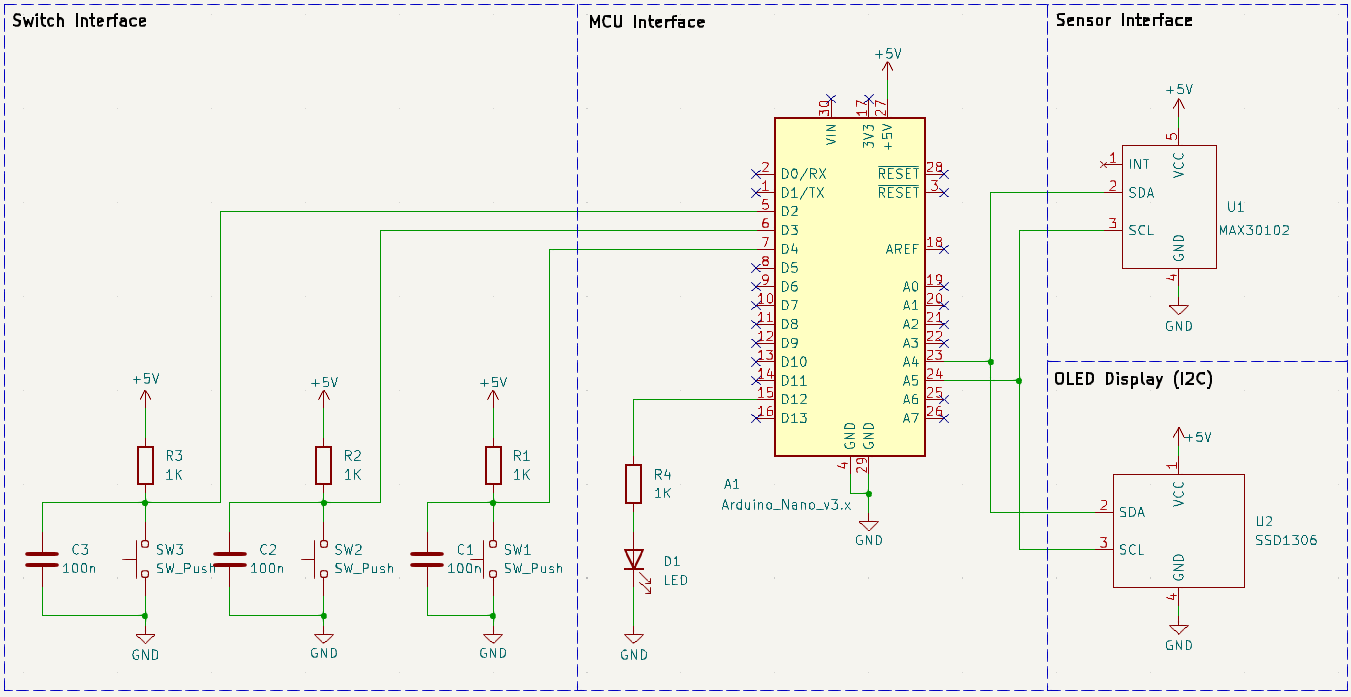 Switch Interface
MCU Interface
Sensor Interface
+5V
30
17
27
VIN
3V3
+5V
2
D0/RX
1
D1/TX
5
D2
6
D3
7
D4
8
D5
9
D6
10
D7
11
D8
12
D9
13
D10
14
D11
15
D12
16
D13
RESET
28
RESET
3
AREF
18
A0
19
A1
20
A2
21
A3
22
A4
23
A5
24
A6
25
A7
26
GND
GND
4
29
A1
Arduino_Nano_v3.x
GND
+5V
5
VCC
1
INT
2
SDA
3
SCL
GND
4
U1
MAX30102
GND
OLED Display (I2C)
+5V
1
VCC
2
SDA
3
SCL
GND
4
U2
SSD1306
GND
+5V
R3
1K
C3
100n
SW3
SW_Push
GND
+5V
R2
1K
C2
100n
SW2
SW_Push
GND
+5V
R1
1K
C1
100n
SW1
SW_Push
GND
R4
1K
D1
LED
GND